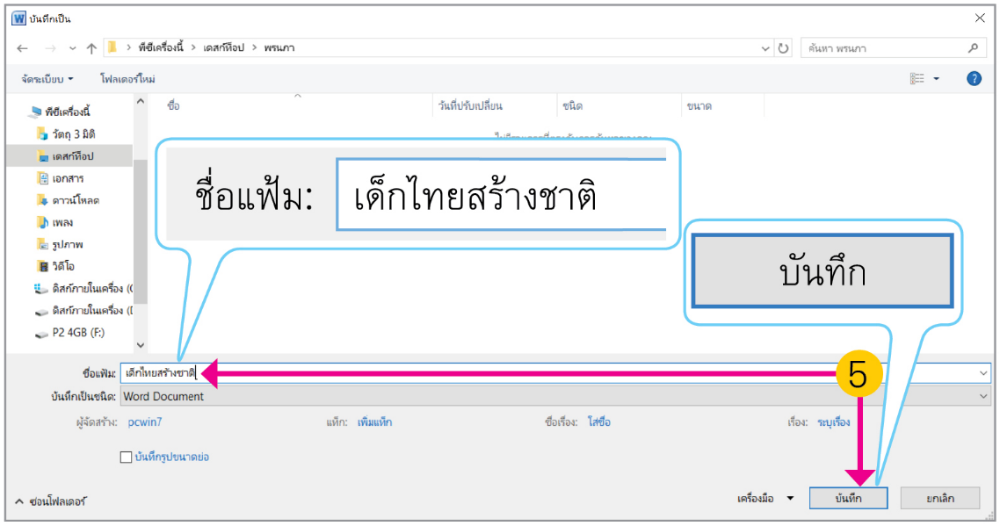 บันทึกเป็น
พีซีเครื่องนี้ > เดสก์ท็อป > พรนภา
ค้นหา พรนภา
จัดระเบียบ
โฟลเดอร์ใหม่
ชื่อ
วันที่ปรับเปลี่ยน
ชนิด
ขนาด
พีซีเครื่องนี้
วัตถุ 3 มิติ
เดสก์ท็อป
เอกสาร
ดาวน์โหลด
เพลง
รูปภาพ
วิดีโอ
ดิสก์ภายในเครื่อง (
ดิสก์ภายในเครื่อง (
P2 4GB (F:)
ชื่อแฟ้ม: เด็กไทยสร้างชาติ
บันทึก
ชื่อแฟ้ม: เด็กไทยสร้างชาติ
5
บันทึกเป็นชนิด: Word Document
ผู้จัดสร้าง: pcwin7
แท็ก: เพิ่มแท็ก
ชื่อเรื่อง: ใส่ชื่อ
เรื่อง: ระบุเรื่อง
บันทึกรูปขนาดย่อ
ซ่อนโฟลเดอร์
เครื่องมือ
บันทึก
ยกเลิก